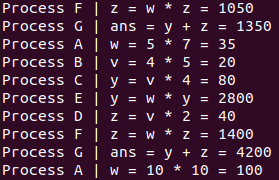 Process F | z = w * z = 1050
Process G | ans = y + z = 1350
Process A | w = 5 * 7 = 35
Process B | v = 4 * 5 = 20
Process C | y = v * 4 = 80
Process E | y = w * y = 2800
Process D | z = v * 2 = 40
Process F | z = w * z = 1400
Process G | ans = y + z = 4200
Process A | w = 10 * 10 = 100